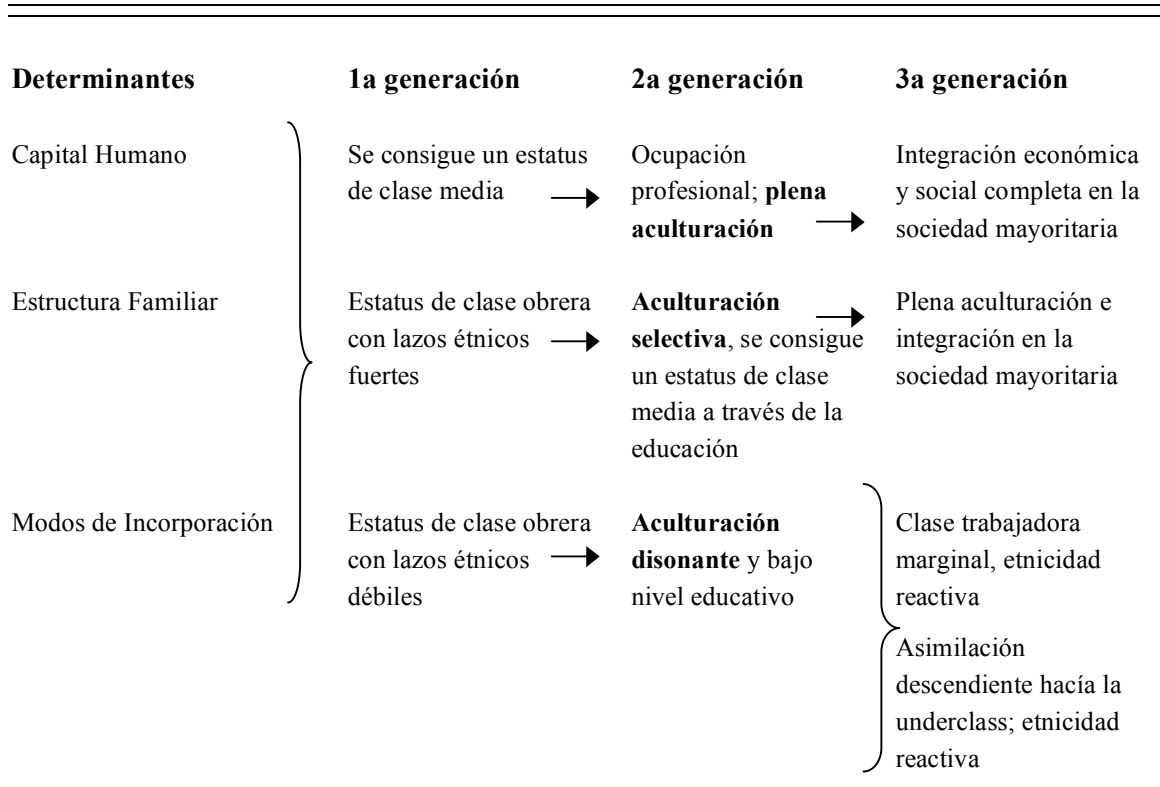 Determinantes 1a generación 2a generación 3a generación
Capital Humano
Se consigue un estatus
de clase media
Ocupación
profesional; plena
aculturación
Integración económica
y social completa en la
sociedad mayoritaria
Estructura Familiar
Estatus de clase obrera
con lazos étnicos
fuertes
Aculturación
selectiva, se consigue
un estatus de clase
media a través de la
educación
Plena aculturación e
integración en la
sociedad mayoritaria
Modos de Incorporación
Estatus de clase obrera
con lazos étnicos
débiles
Aculturación
disonante y bajo
nivel educativo
Clase trabajadora
marginal, etnicidad
reactiva
Asimilación
descendiente hacía la
underclass; etnicidad
reactiva